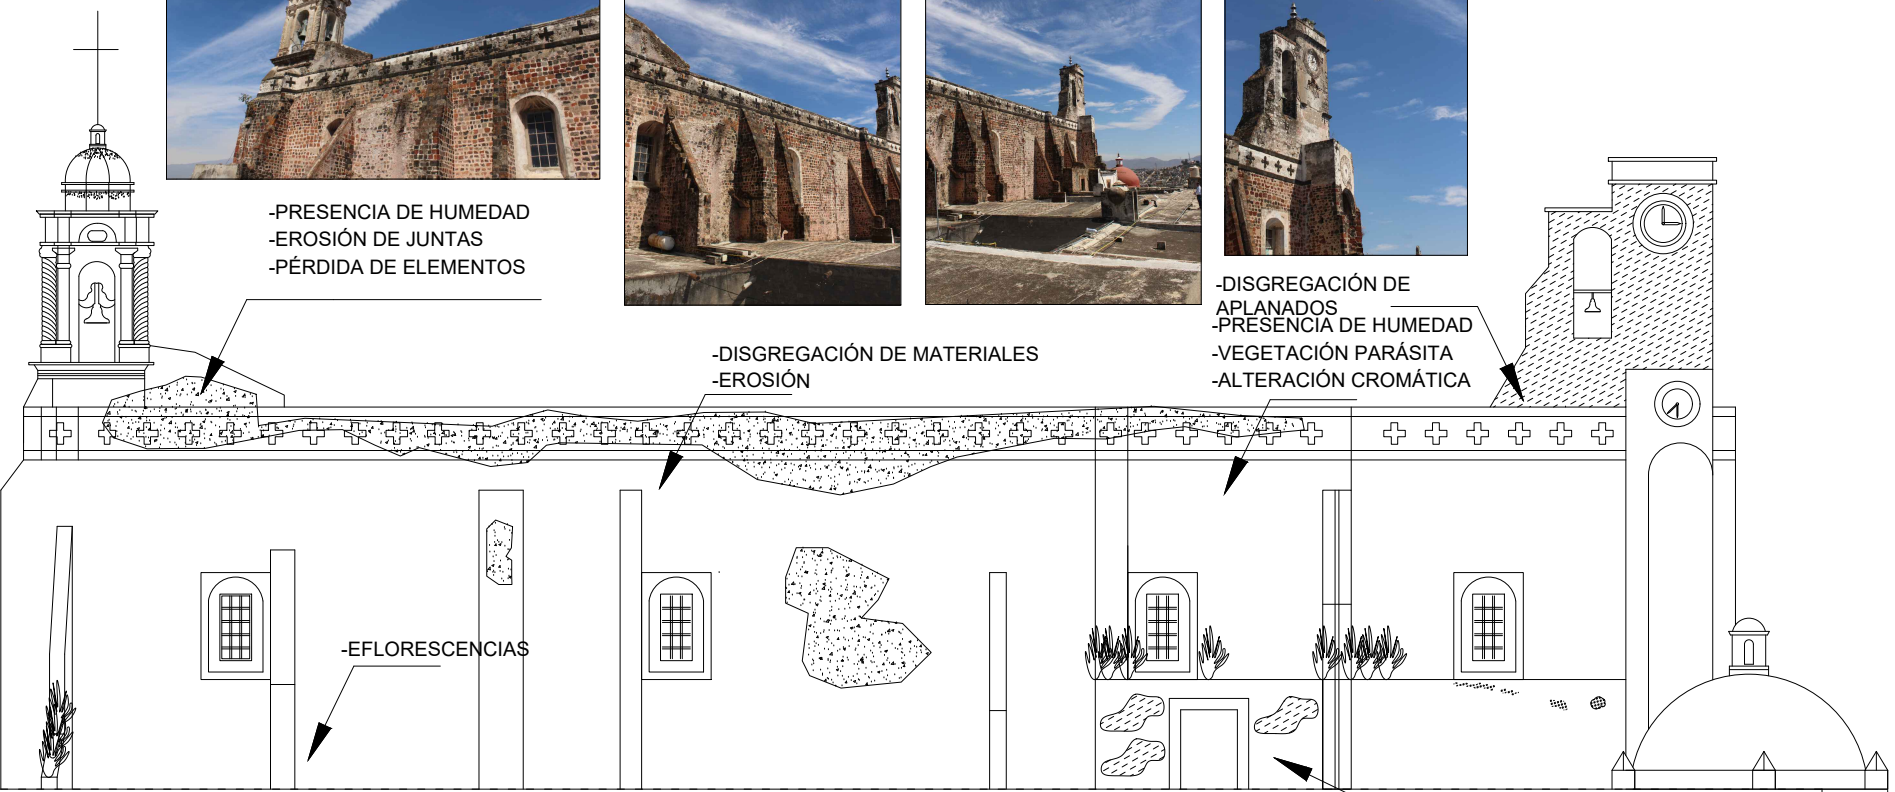 -PRESENCIA DE HUMEDAD
-EROSIÓN DE JUNTAS
-PÉRDIDA DE ELEMENTOS
-DISGREGACIÓN DE MATERIALES
-EROSIÓN
-DISGREGACIÓN DE
APLANADOS
-PRESENCIA DE HUMEDAD
-VEGETACIÓN PARÁSITA
-ALTERACIÓN CROMÁTICA
-EFLORESCENCIAS